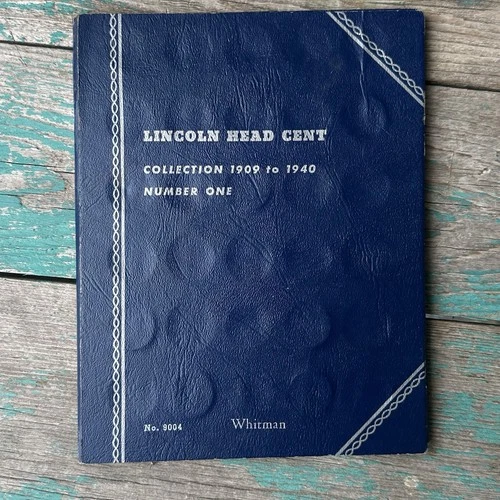 LINCOLN HEAD CENT
COLLECTION 1909 to 1940
NUMBER ONE
No. 9004 Whitman